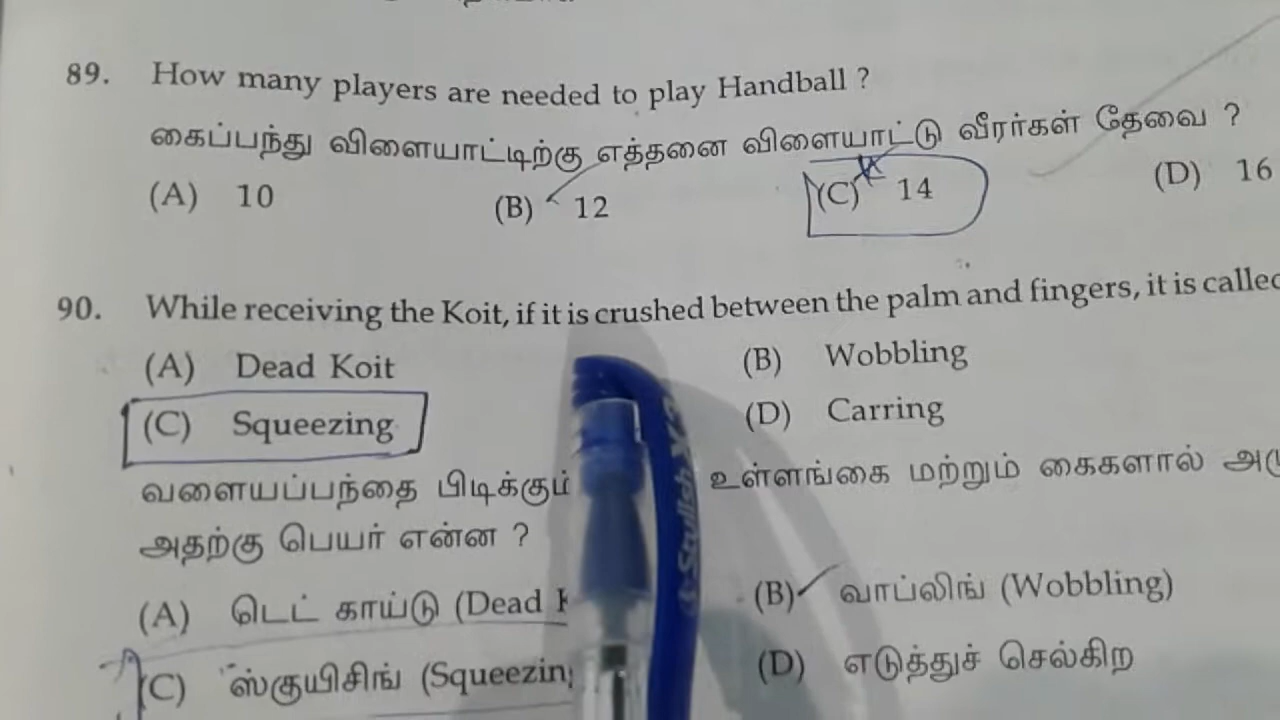 89. How many players are needed to play Handball ?
கைப்பந்து விளையாட்டிற்கு எத்தனை விளையாட்டு வீரர்கள் தேவை ?
(A) 10 (B) 12 (C) 14 (D) 16
90. While receiving the Koit, if it is crushed between the palm and fingers, it is called
(A) Dead Koit (B) Wobbling
(C) Squeezing (D) Carring
வளையப்பந்தை பிடிக்கும் உள்ளங்கை மற்றும் கைகளால்
அதற்கு பெயர் என்ன ?
(A) டெட் காய்டு (Dead (B) வாப்லிங் (Wobbling)
(C) ஸ்குயிசிங் (Squeezing (D) எடுத்துச் செல்கிற